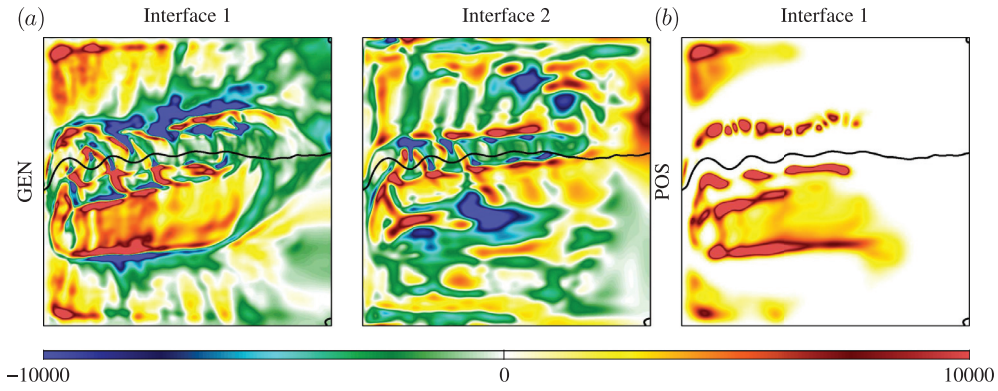 (a) Interface 1 Interface 2 (b) Interface 1
GEN POS
−10000 0 10000